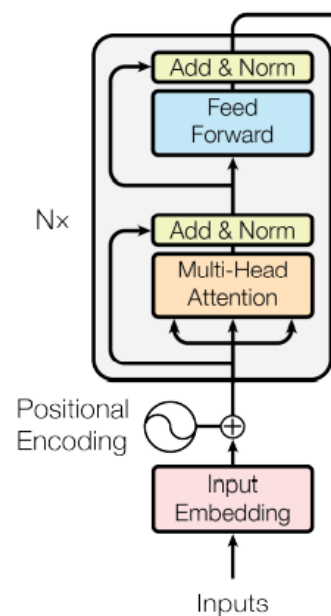 Add & Norm
Feed
Forward
Nx
Add & Norm
Multi-Head
Attention
Positional
Encoding
Input
Embedding
Inputs